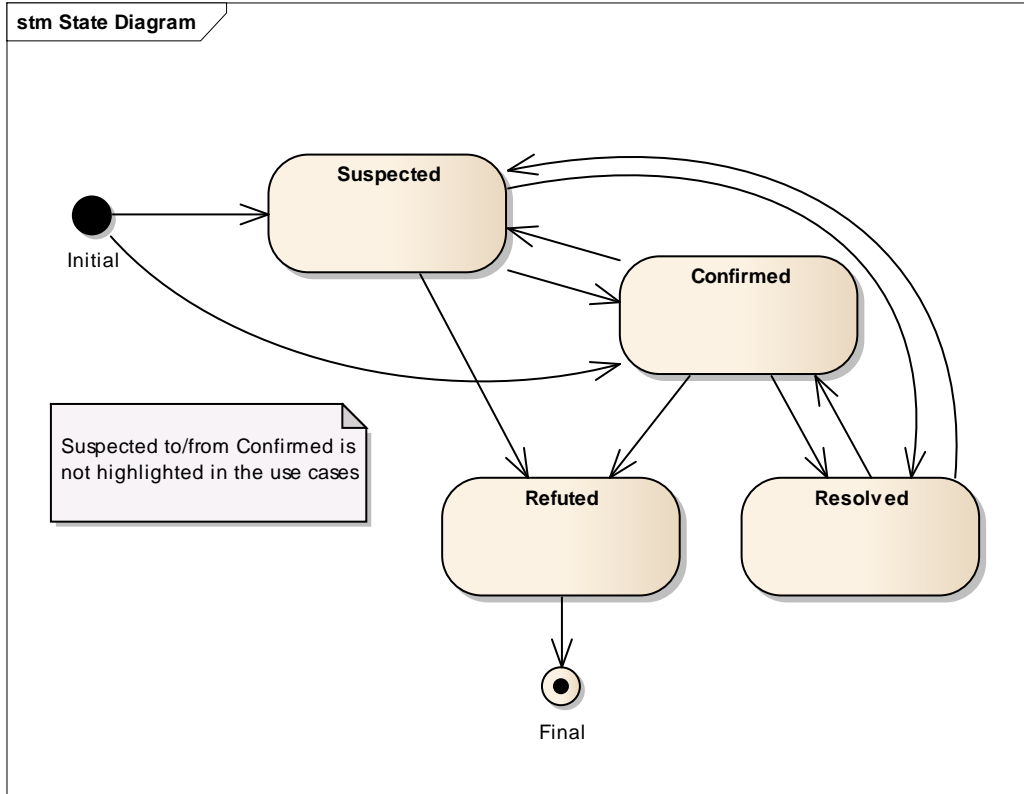 stm State Diagram
Suspected
Initial
Confirmed
Suspected to/from Confirmed is
not highlighted in the use cases
Refuted
Resolved
Final